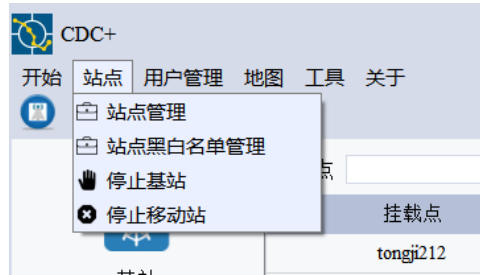 CDC+
开始 站点 用户管理 地图 工具 关于
站点管理
站点黑白名单管理
停止基站
停止移动站
点
挂载点
tongji212